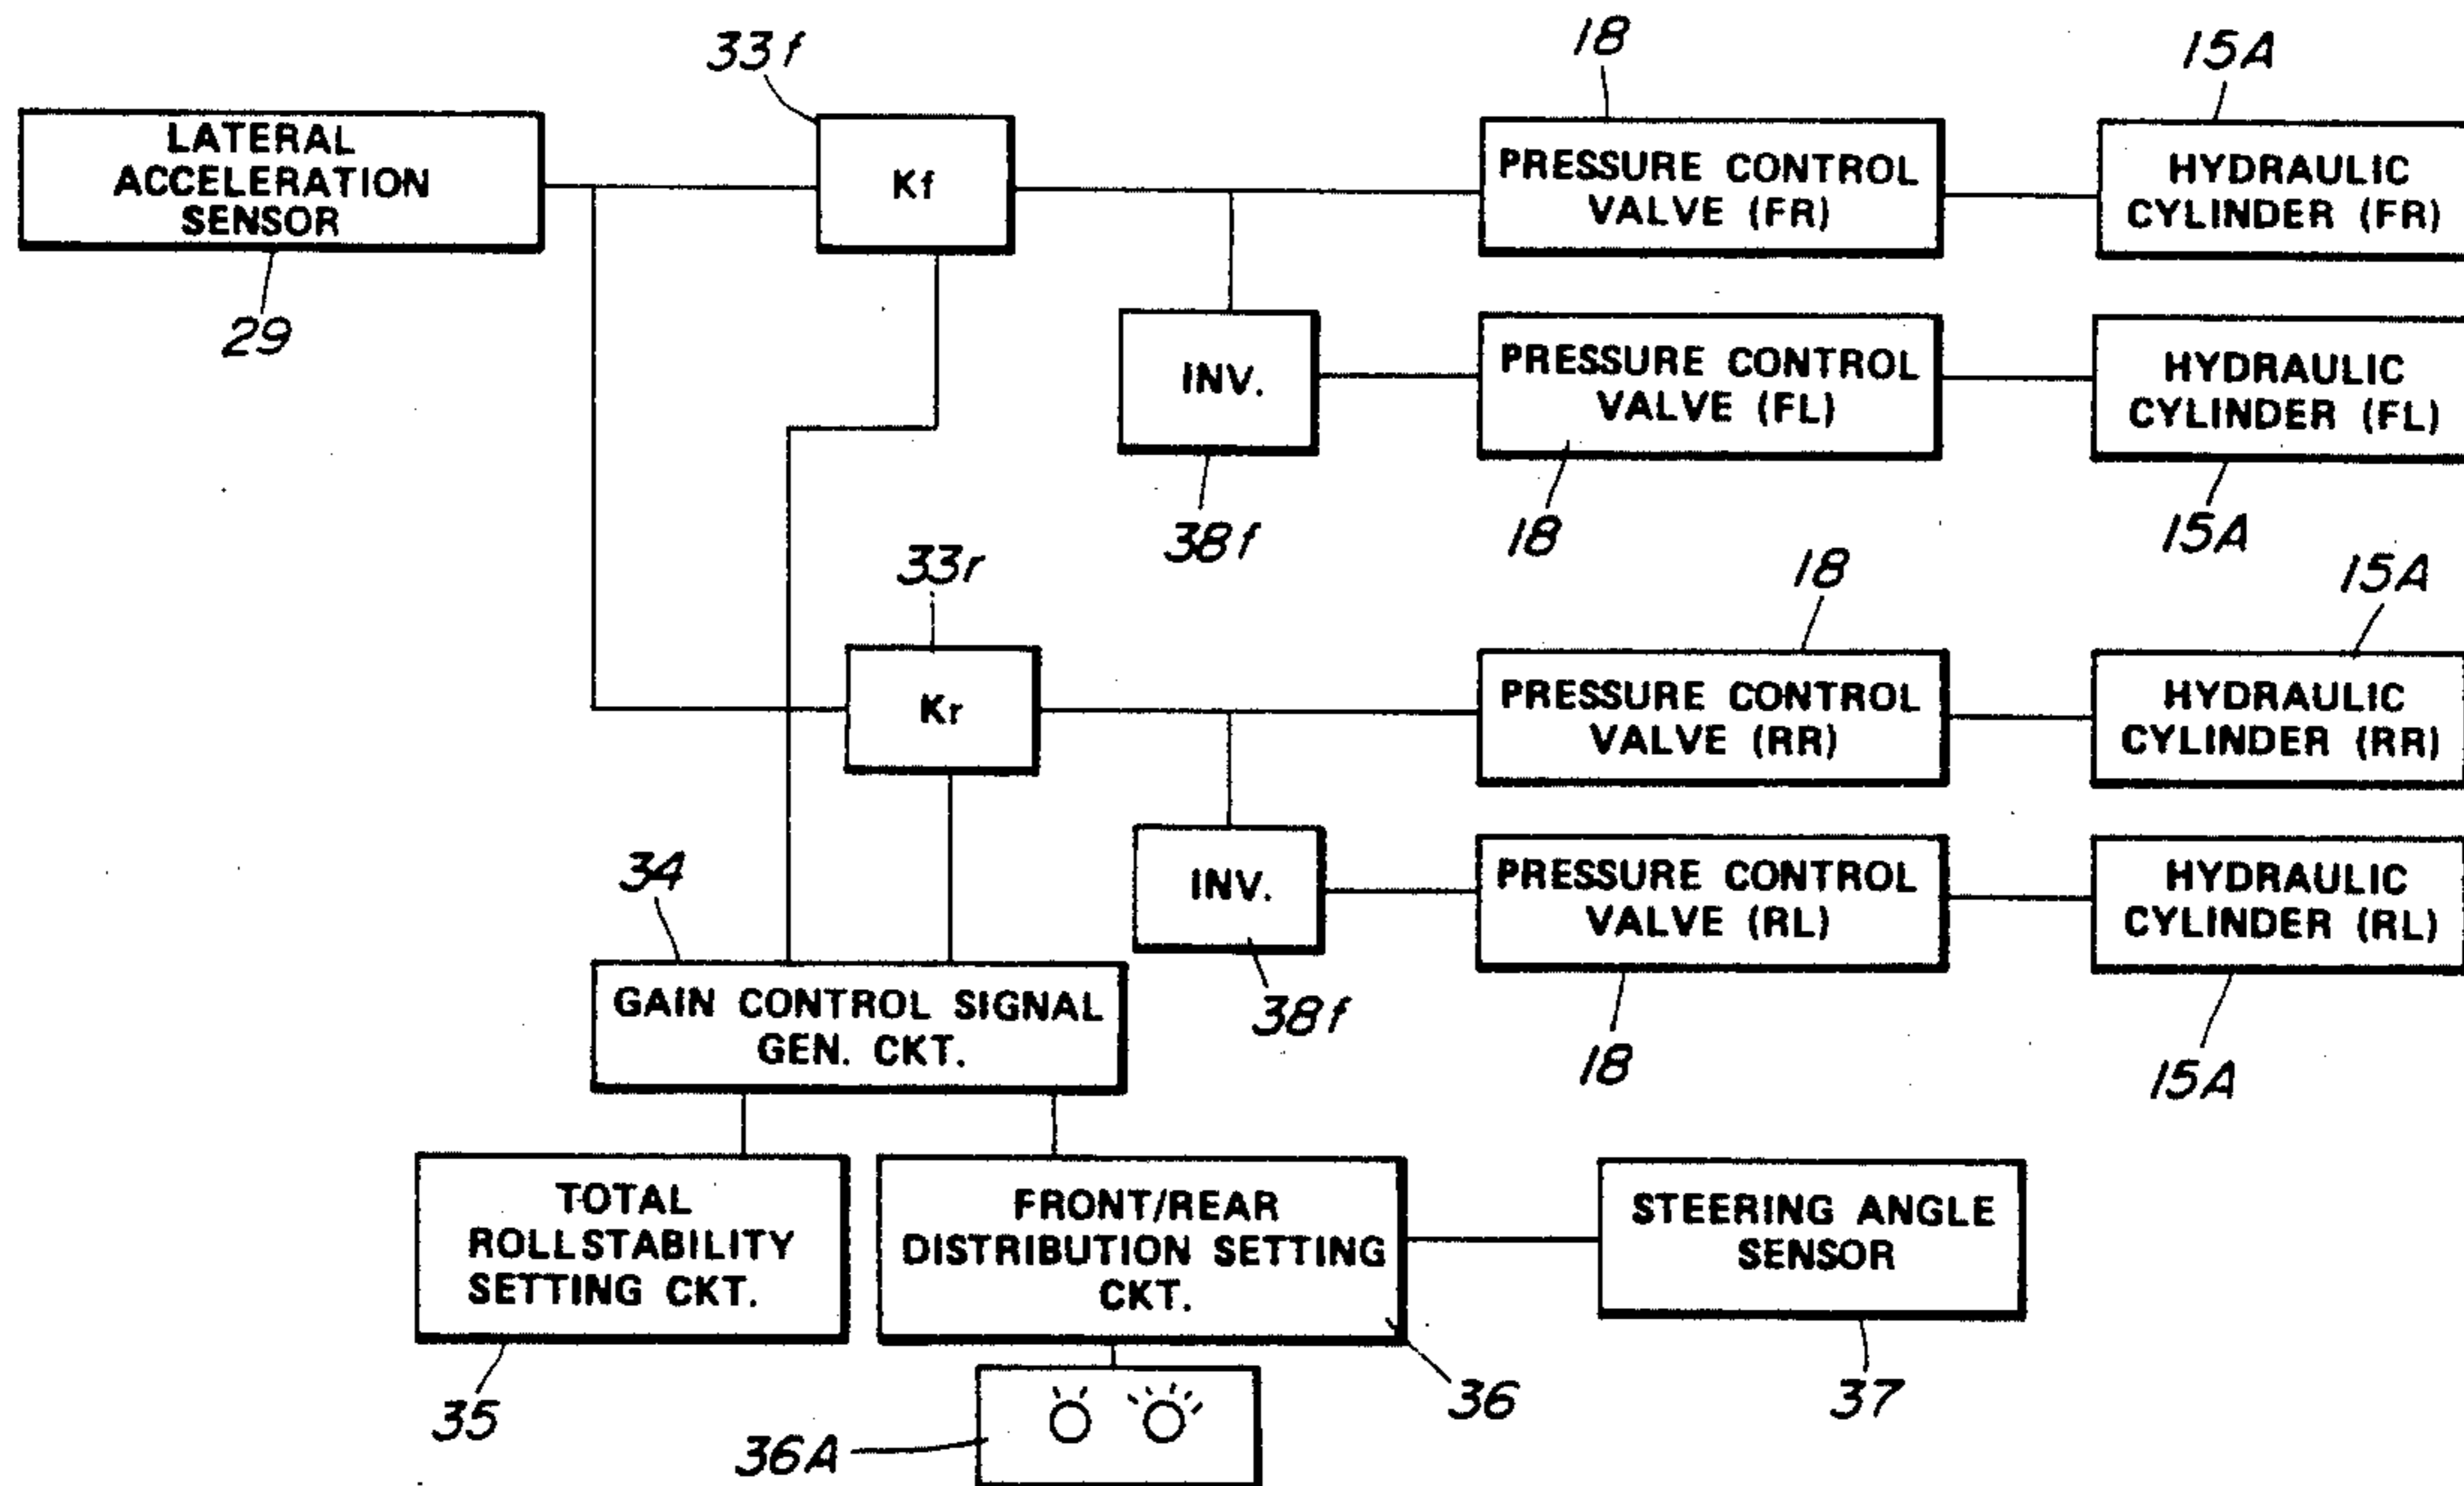 33f
18
15A
LATERAL
ACCELERATION
SENSOR
Kf
PRESSURE CONTROL
VALVE (FR)
HYDRAULIC
CYLINDER (FR)
29
INV.
PRESSURE CONTROL
VALVE (FL)
HYDRAULIC
CYLINDER (FL)
38f
18
15A
33r
18
15A
Kr
PRESSURE CONTROL
VALVE (RR)
HYDRAULIC
CYLINDER (RR)
34
INV.
PRESSURE CONTROL
VALVE (RL)
HYDRAULIC
CYLINDER (RL)
GAIN CONTROL SIGNAL
GEN. CKT.
38f
18
15A
TOTAL
ROLLSTABILITY
SETTING CKT.
FRONT/REAR
DISTRIBUTION SETTING
CKT.
STEERING ANGLE
SENSOR
35
36
37
36A